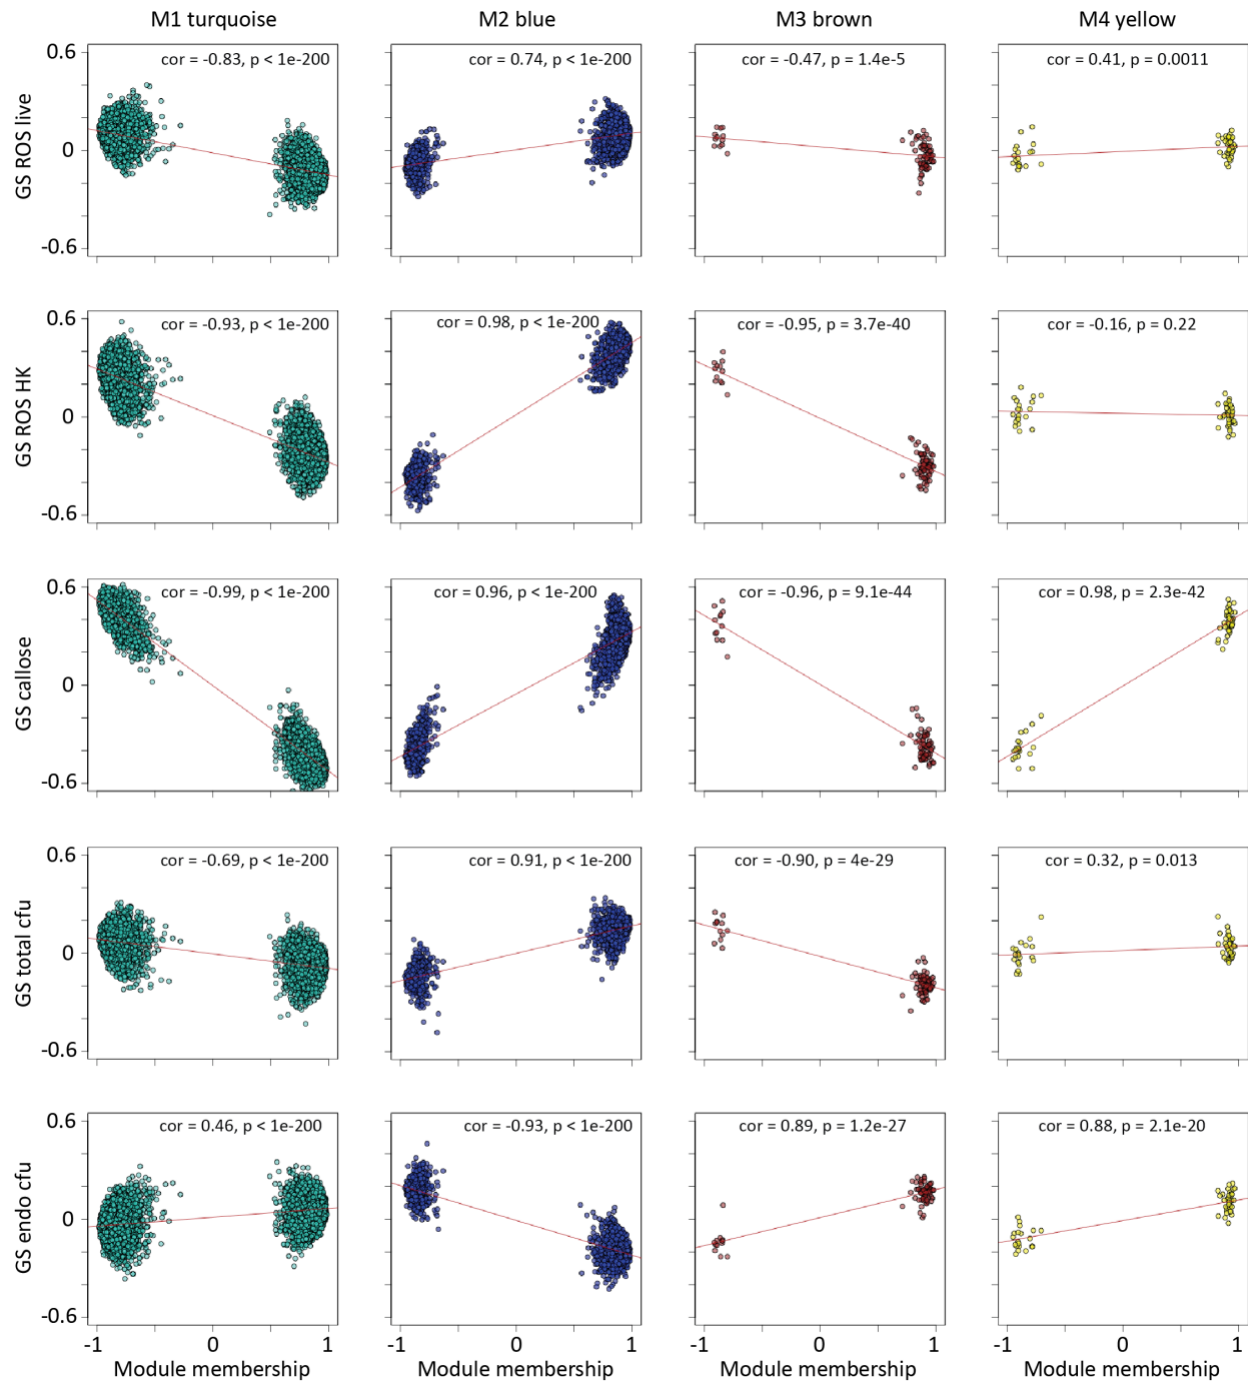 M1 turquoise M2 blue M3 brown M4 yellow
0.6 cor = -0.83, p < 1e-200 cor = 0.74, p < 1e-200 cor = -0.47, p = 1.4e-5 cor = 0.41, p = 0.0011
GS ROS live
0
-0.6
0.6 cor = -0.93, p < 1e-200 cor = 0.98, p < 1e-200 cor = -0.95, p = 3.7e-40 cor = -0.16, p = 0.22
GS ROS HK
0
-0.6
0.6 cor = -0.99, p < 1e-200 cor = 0.96, p < 1e-200 cor = -0.96, p = 9.1e-44 cor = 0.98, p = 2.3e-42
GS callose
0
-0.6
0.6 cor = -0.69, p < 1e-200 cor = 0.91, p < 1e-200 cor = -0.90, p = 4e-29 cor = 0.32, p = 0.013
GS total cfu
0
-0.6
0.6 cor = 0.46, p < 1e-200 cor = -0.93, p < 1e-200 cor = 0.89, p = 1.2e-27 cor = 0.88, p = 2.1e-20
GS endo cfu
0
-0.6
-1 0 1 -1 0 1 -1 0 1 -1 0 1
Module membership Module membership Module membership Module membership